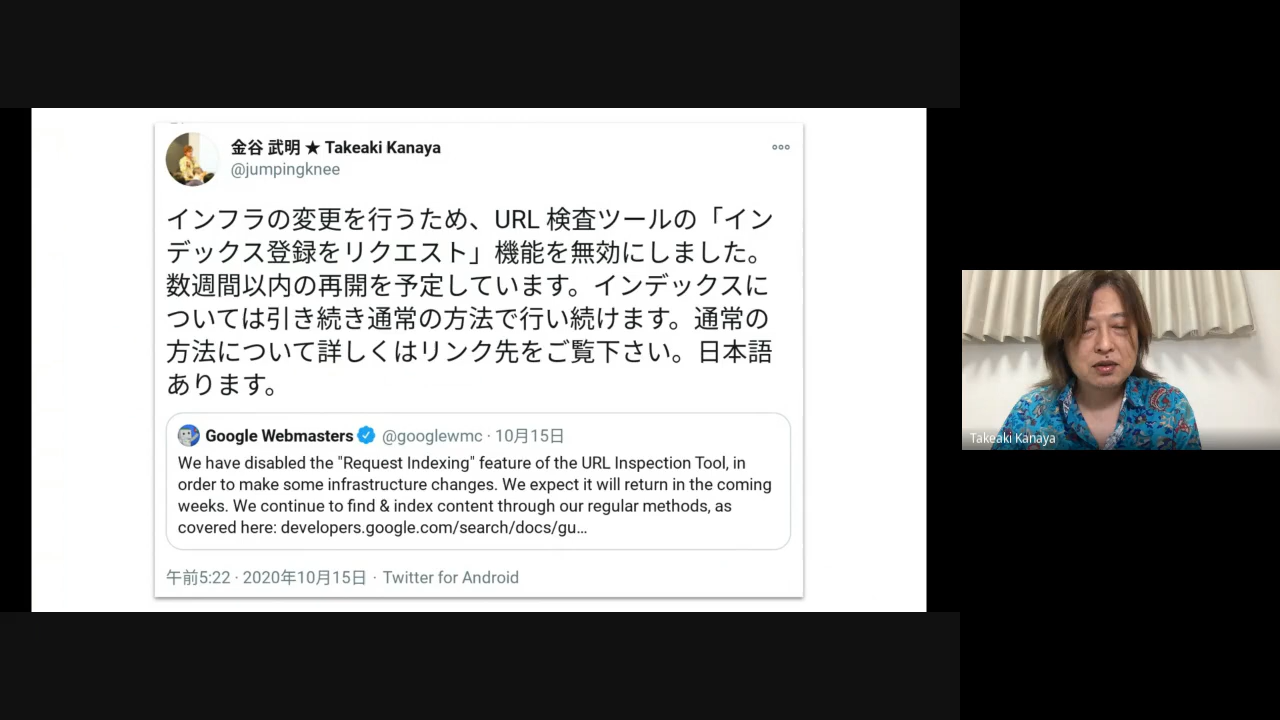 金谷 武明 ★ Takeaki Kanaya
@jumpingknee
インフラの変更を行うため、URL 検査ツールの「イン
デックス登録をリクエスト」機能を無効にしました。
数週間以内の再開を予定しています。インデックスに
ついては引き続き通常の方法で行い続けます。通常の
方法について詳しくはリンク先をご覧下さい。日本語
あります。
Google Webmasters @googlewmc · 10月15日
We have disabled the "Request Indexing" feature of the URL Inspection Tool, in
order to make some infrastructure changes. We expect it will return in the coming
weeks. We continue to find & index content through our regular methods, as
covered here: developers.google.com/search/docs/gu...
午前5:22 · 2020年10月15日 · Twitter for Android
Takeaki Kanaya